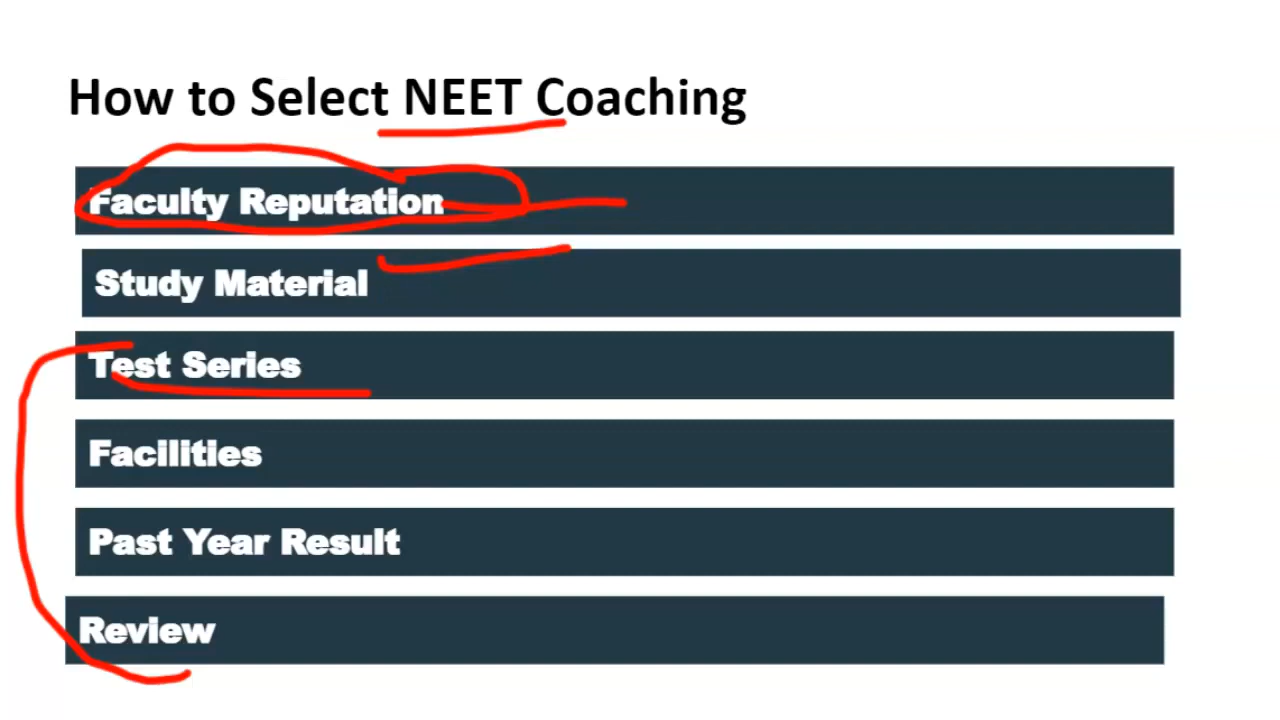 How to Select NEET Coaching
Faculty Reputation
Study Material
Test Series
Facilities
Past Year Result
Review